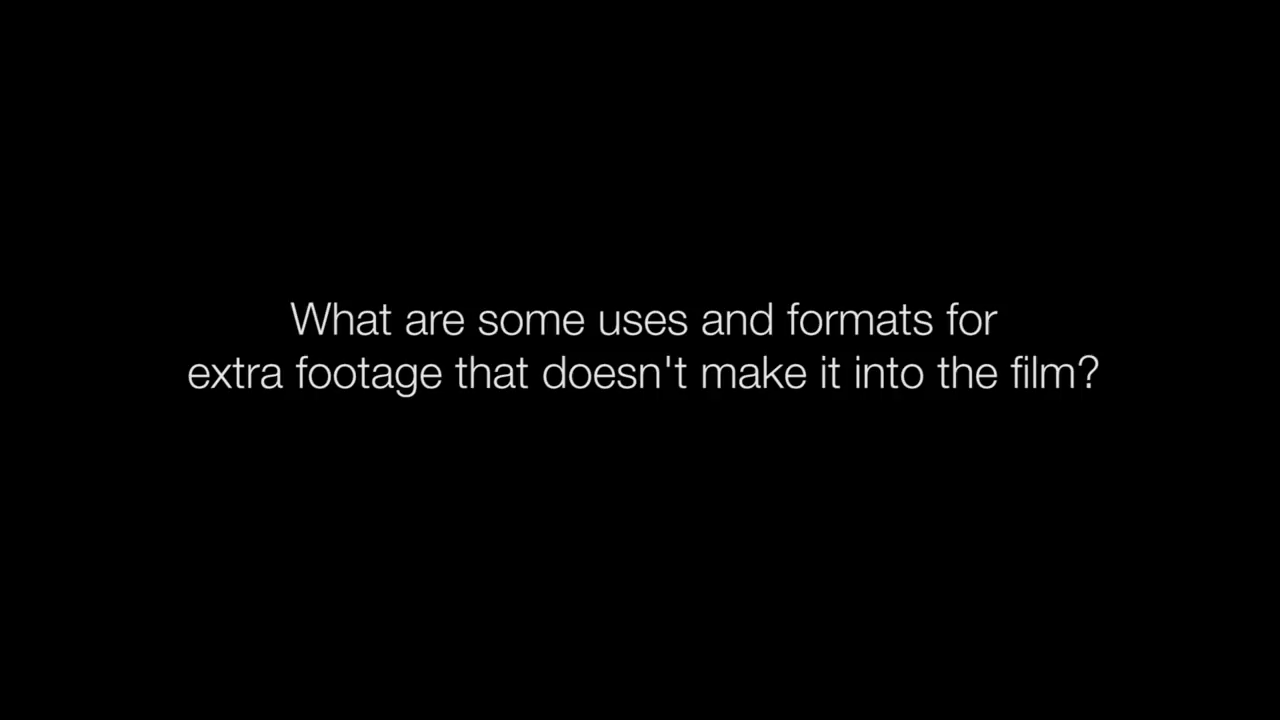 What are some uses and formats for
extra footage that doesn't make it into the film?